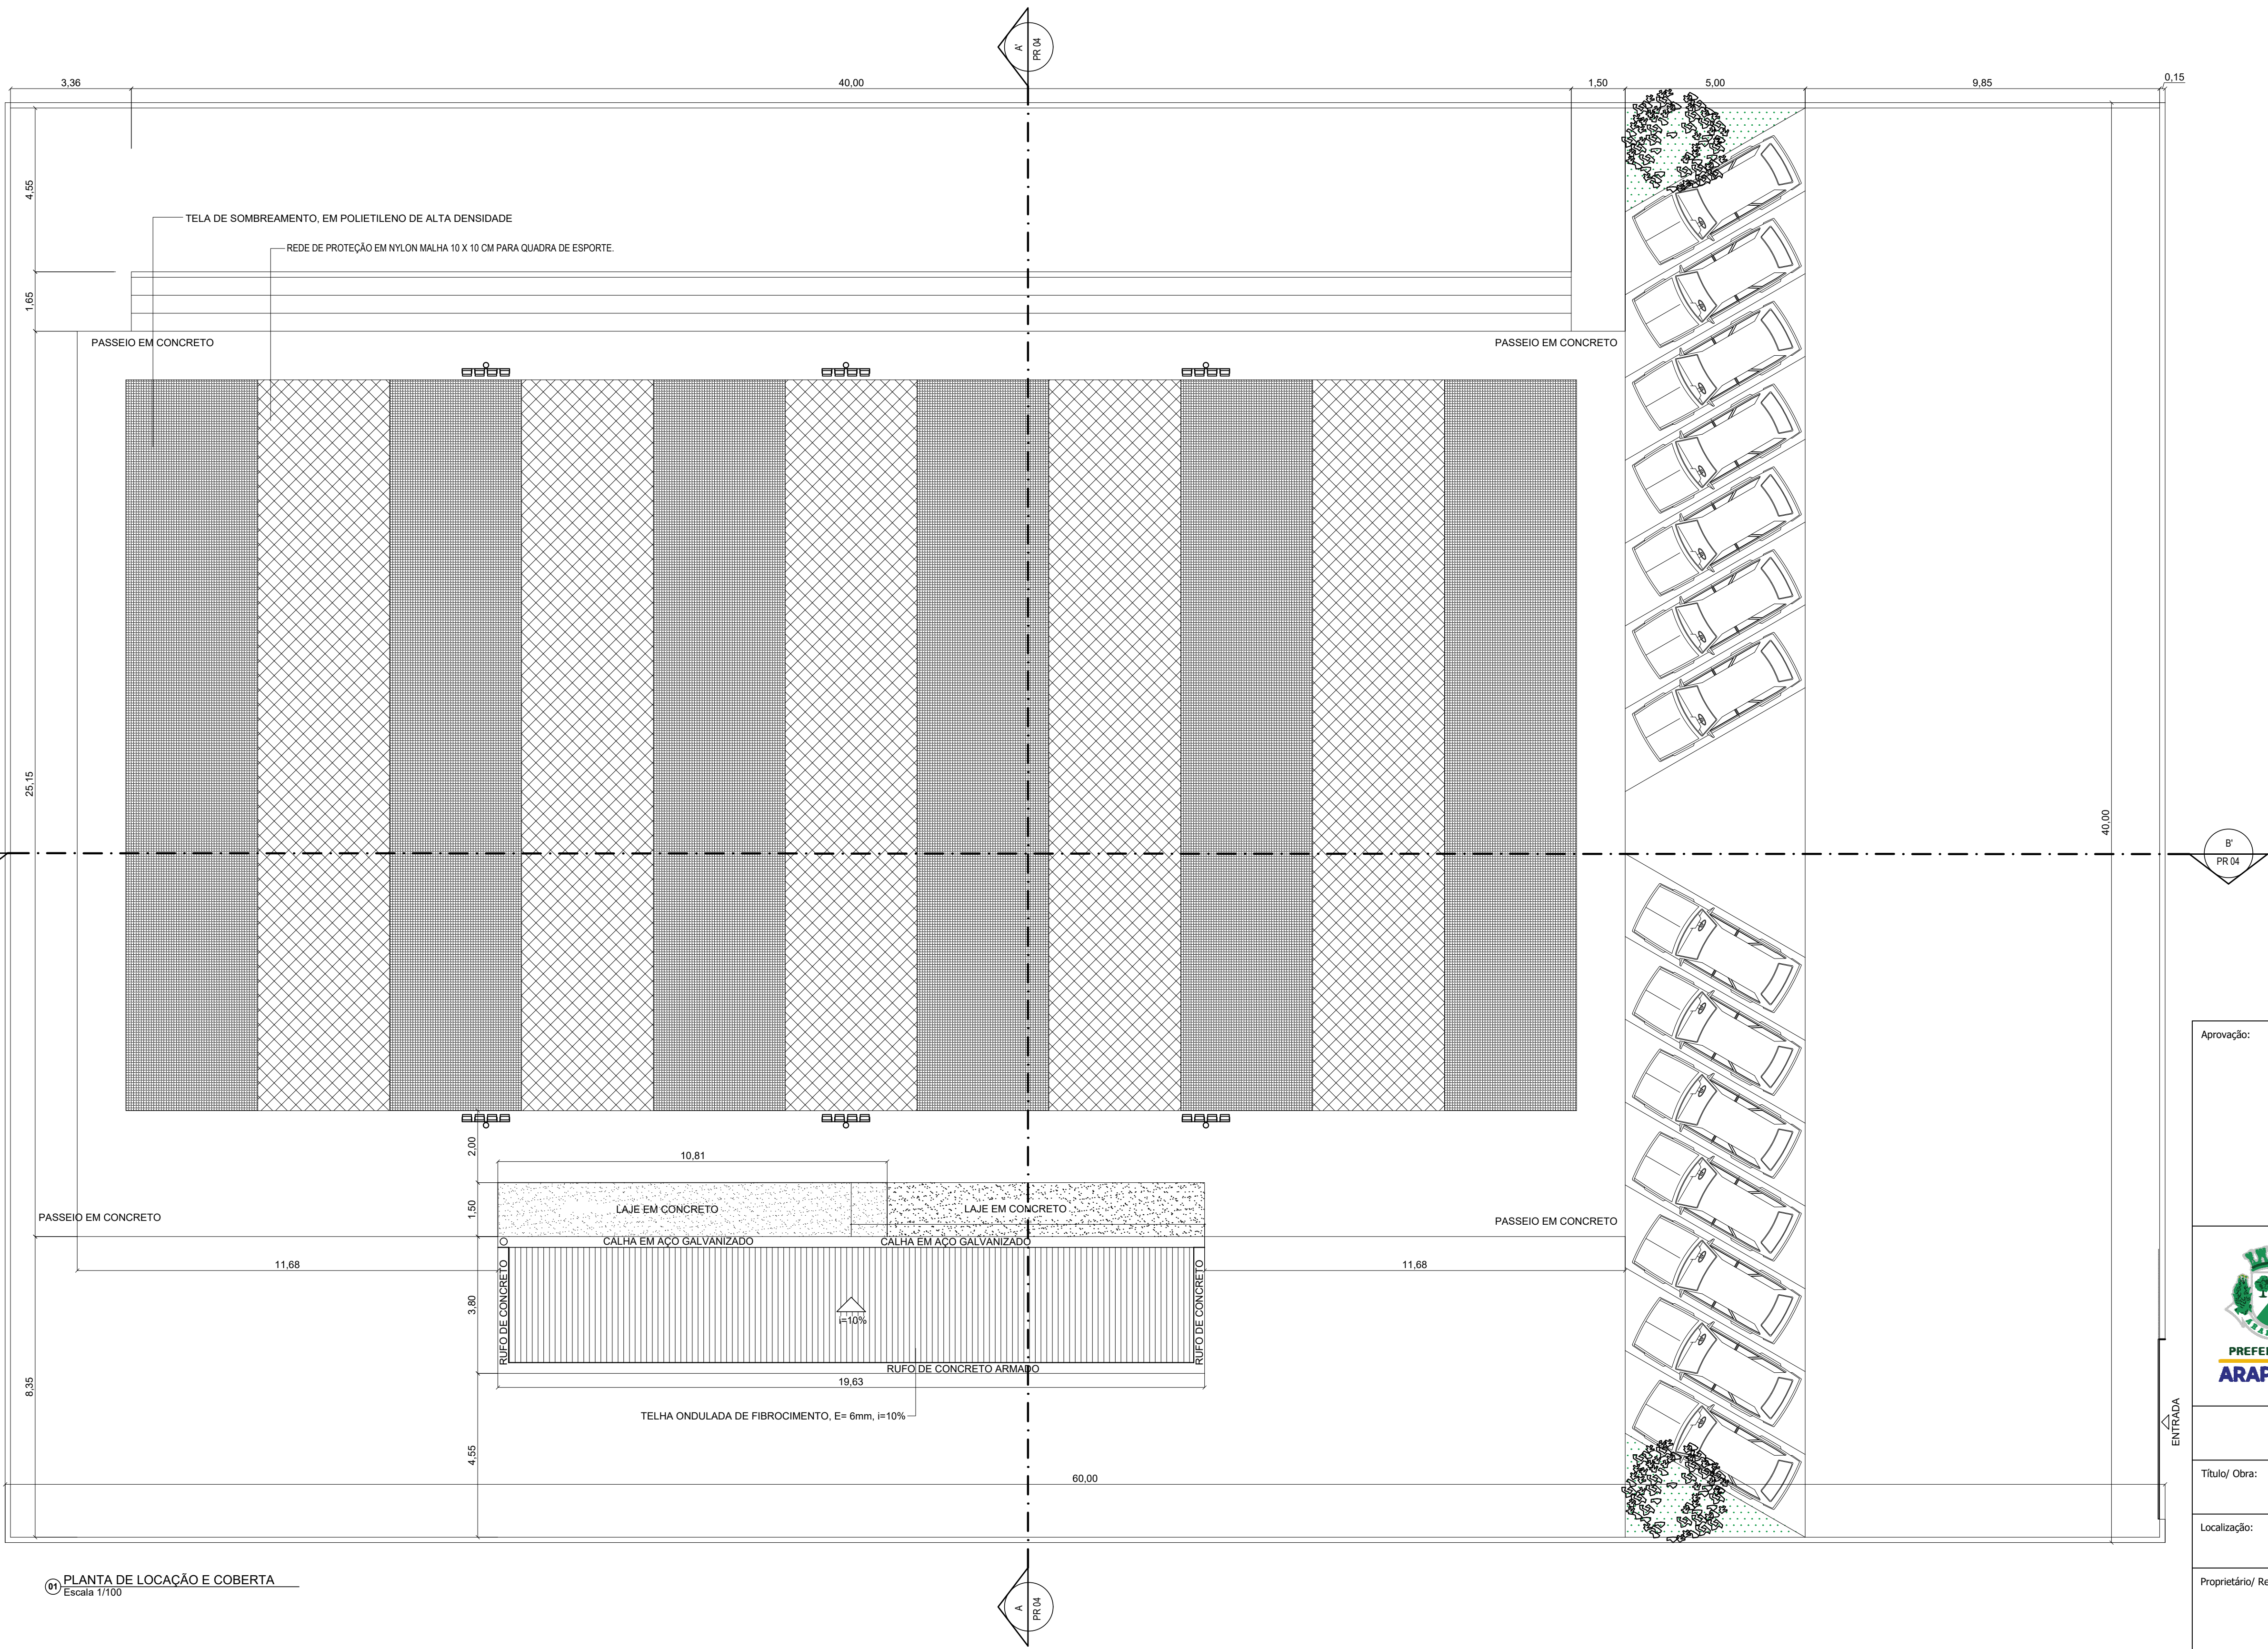 A'
PR 04
3,36
40,00
1,50
5,00
9,85
0,15
4,55
TELA DE SOMBREAMENTO, EM POLIETILENO DE ALTA DENSIDADE
REDE DE PROTEÇÃO EM NYLON MALHA 10 X 10 CM PARA QUADRA DE ESPORTE.
1,65
PASSEIO EM CONCRETO
PASSEIO EM CONCRETO
25,15
40,00
B'
PR 04
Aprovação:
2,00
10,81
1,50
LAJE EM CONCRETO
LAJE EM CONCRETO
PASSEIO EM CONCRETO
PASSEIO EM CONCRETO
CALHA EM AÇO GALVANIZADO
CALHA EM AÇO GALVANIZADO
11,68
11,68
RUFO DE CONCRETO
RUFO DE CONCRETO
3,80
i=10%
RUFO DE CONCRETO ARMADO
19,63
8,35
TELHA ONDULADA DE FIBROCIMENTO, E= 6mm, i=10%
ENTRADA
4,55
60,00
PREFE
ARAP
Título/ Obra:
Localização:
Proprietário/ Re
01
PLANTA DE LOCAÇÃO E COBERTA
Escala 1/100
A
PR 04